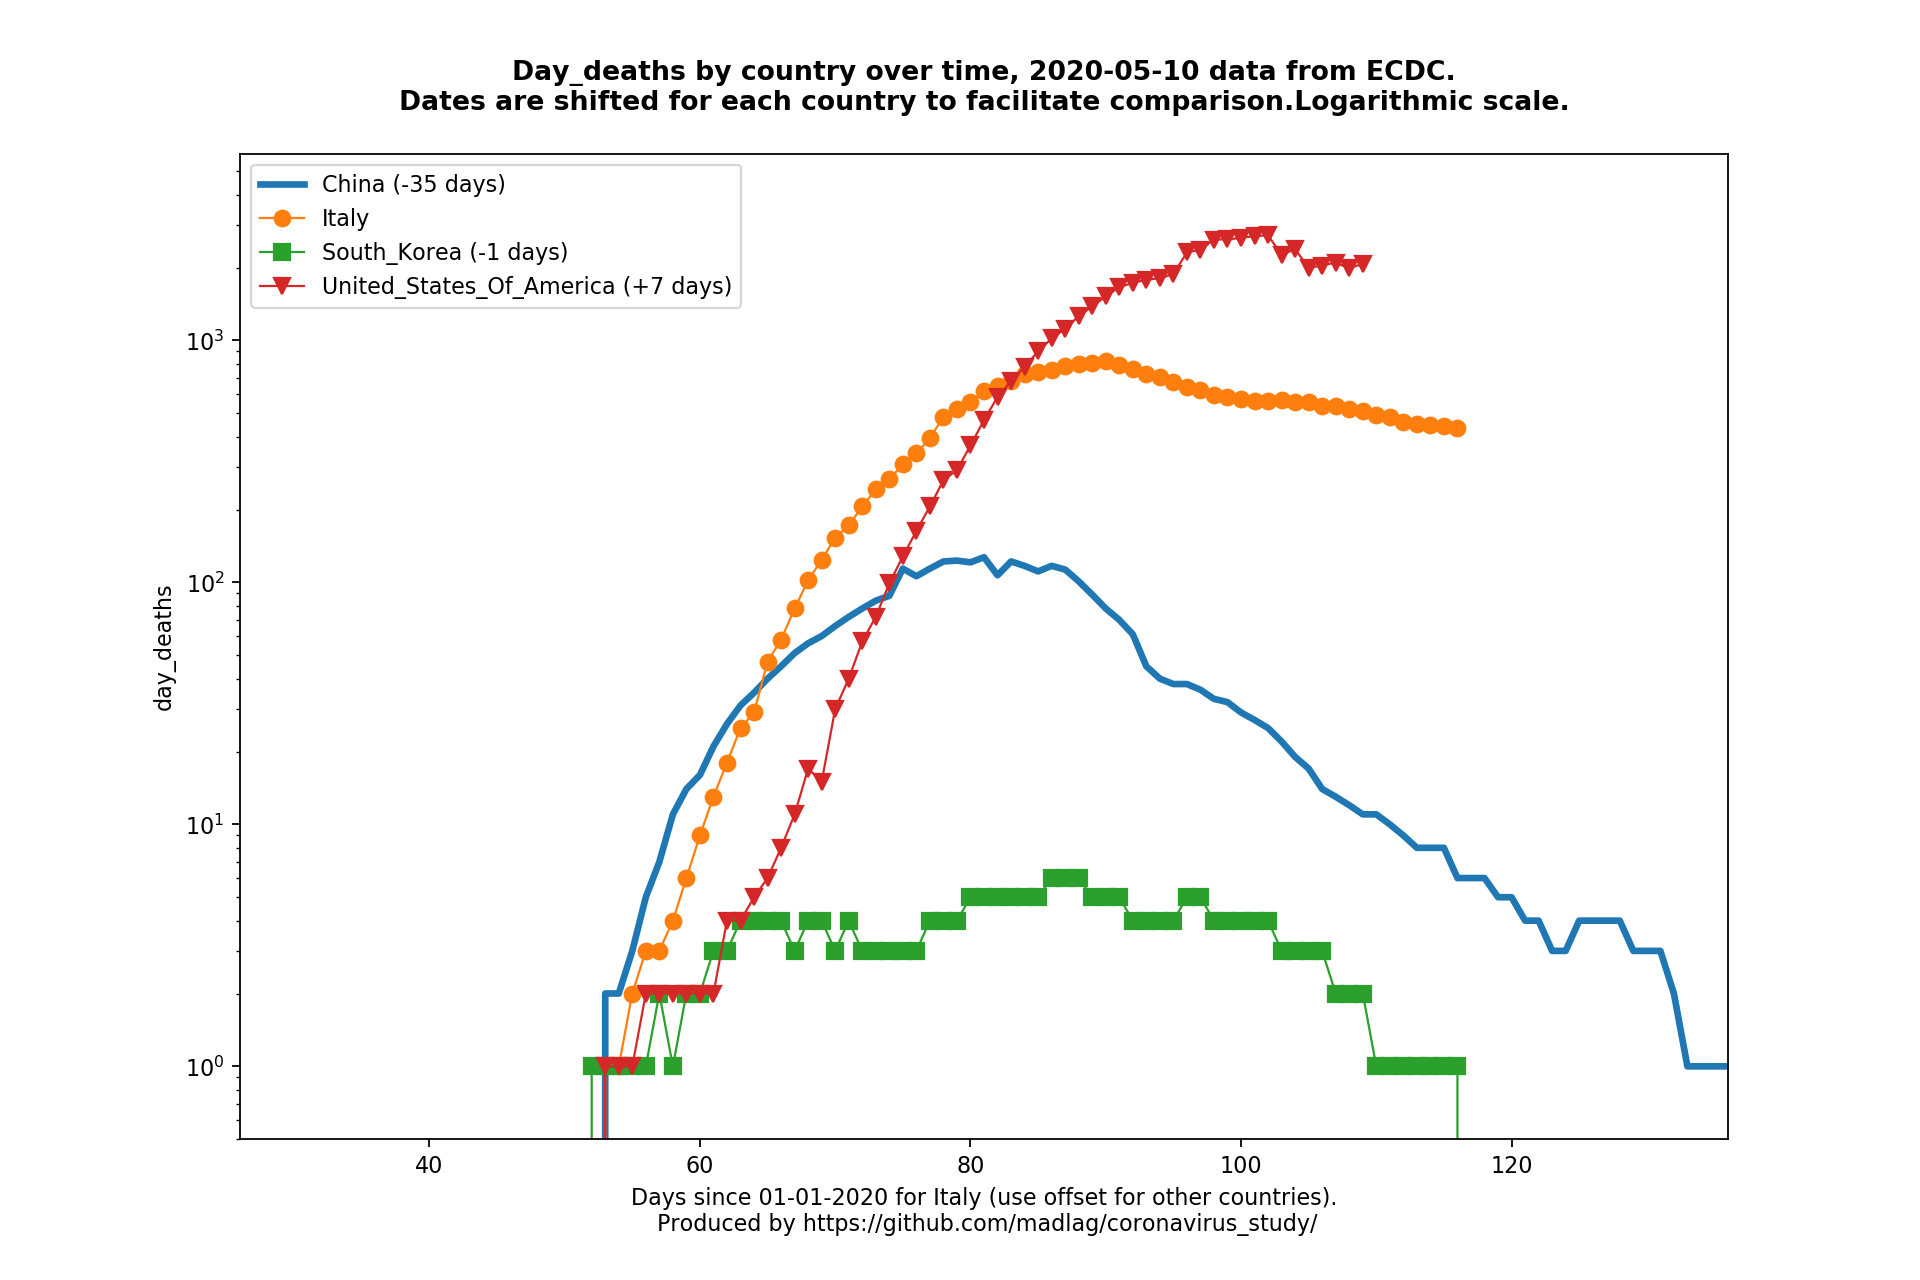 Day_deaths by country over time, 2020-05-10 data from ECDC.
Dates are shifted for each country to facilitate comparison.Logarithmic scale.
China (-35 days)
Italy
South_Korea (-1 days)
United_States_Of_America (+7 days)
day_deaths
10³
10²
10¹
10⁰
40 60 80 100 120
Days since 01-01-2020 for Italy (use offset for other countries).
Produced by https://github.com/madlag/coronavirus_study/